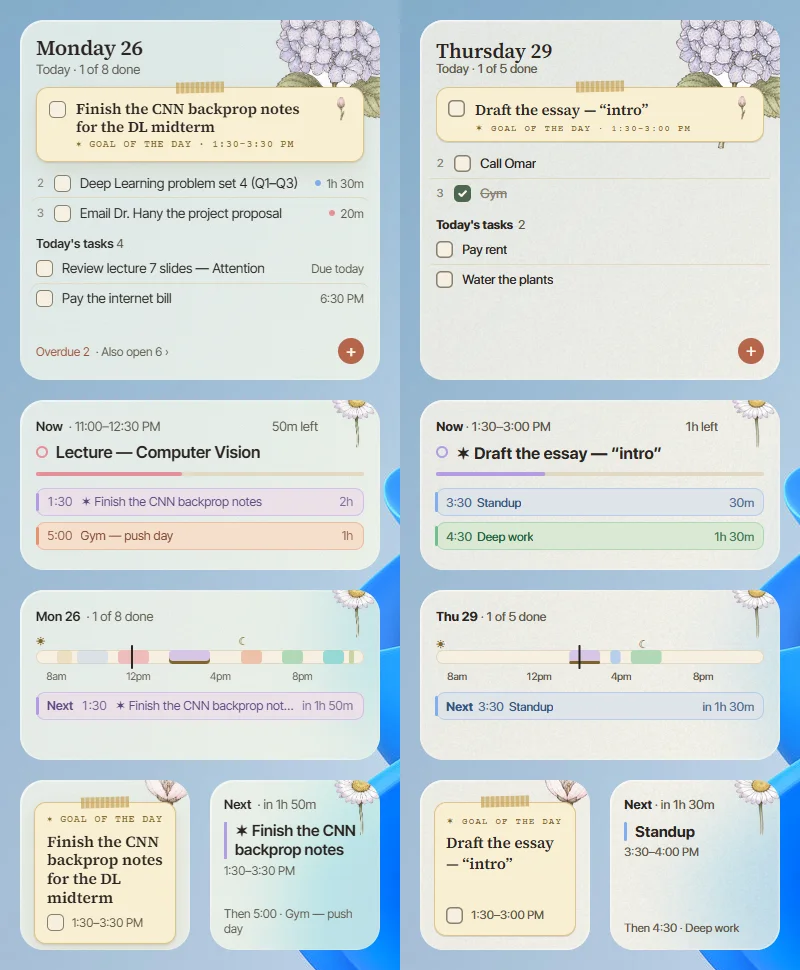 Monday 26
Today · 1 of 8 done
Finish the CNN backprop notes
for the DL midterm
✶ GOAL OF THE DAY · 1:30–3:30 PM
2 Deep Learning problem set 4 (Q1–Q3) 1h 30m
3 Email Dr. Hany the project proposal 20m
Today's tasks 4
Review lecture 7 slides — Attention Due today
Pay the internet bill 6:30 PM
Overdue 2 · Also open 6 ›
+
Now · 11:00–12:30 PM 50m left
Lecture — Computer Vision
1:30 ✶ Finish the CNN backprop notes 2h
5:00 Gym — push day 1h
Mon 26 · 1 of 8 done
8am 12pm 4pm 8pm
Next 1:30 ✶ Finish the CNN backprop not... in 1h 50m
✶ GOAL OF THE DAY
Finish the CNN
backprop notes
for the DL
midterm
1:30–3:30 PM
Next · in 1h 50m
✶ Finish the CNN
backprop notes
1:30–3:30 PM
Then 5:00 · Gym — push
day
Thursday 29
Today · 1 of 5 done
Draft the essay — “intro”
✶ GOAL OF THE DAY · 1:30–3:00 PM
2 Call Omar
3 Gym
Today's tasks 2
Pay rent
Water the plants
+
Now · 1:30–3:00 PM 1h left
✶ Draft the essay — “intro”
3:30 Standup 30m
4:30 Deep work 1h 30m
Thu 29 · 1 of 5 done
8am 12pm 4pm 8pm
Next 3:30 Standup in 1h 30m
✶ GOAL OF THE DAY
Draft the essay
— “intro”
1:30–3:00 PM
Next · in 1h 30m
Standup
3:30–4:00 PM
Then 4:30 · Deep work